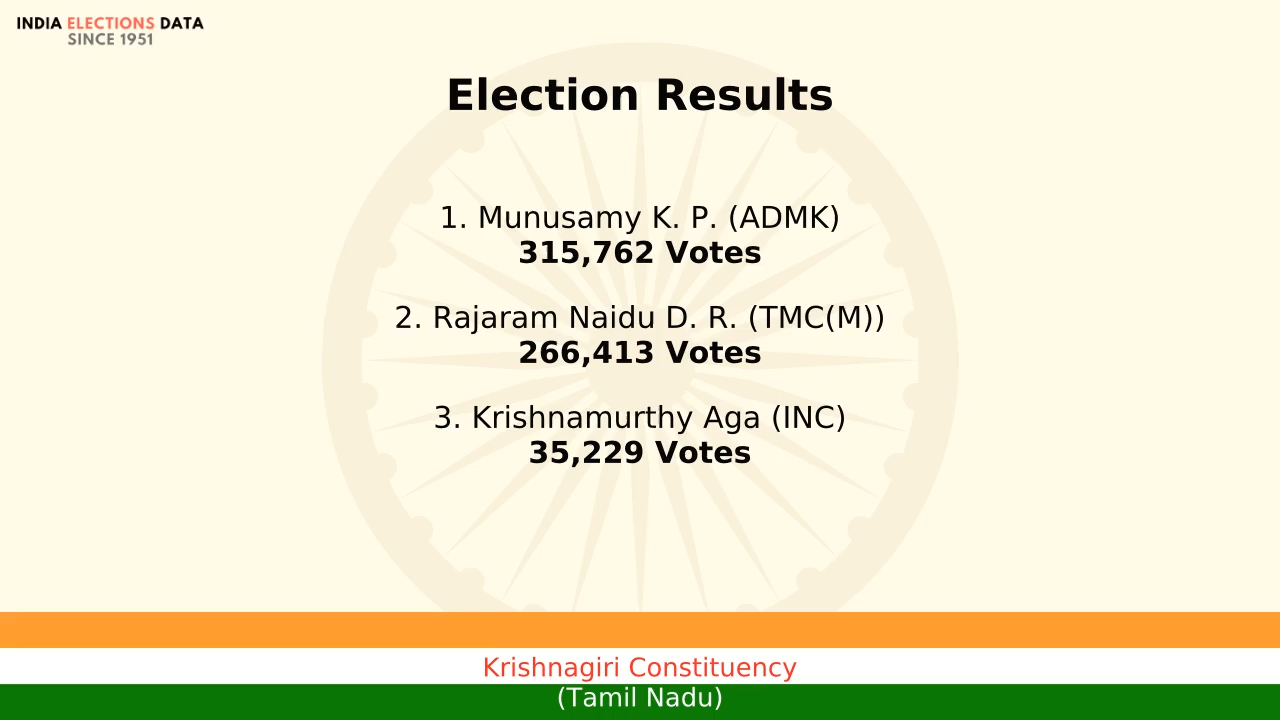 INDIA ELECTIONS DATA
SINCE 1951
Election Results
1. Munusamy K. P. (ADMK)
315,762 Votes
2. Rajaram Naidu D. R. (TMC(M))
266,413 Votes
3. Krishnamurthy Aga (INC)
35,229 Votes
Krishnagiri Constituency
(Tamil Nadu)